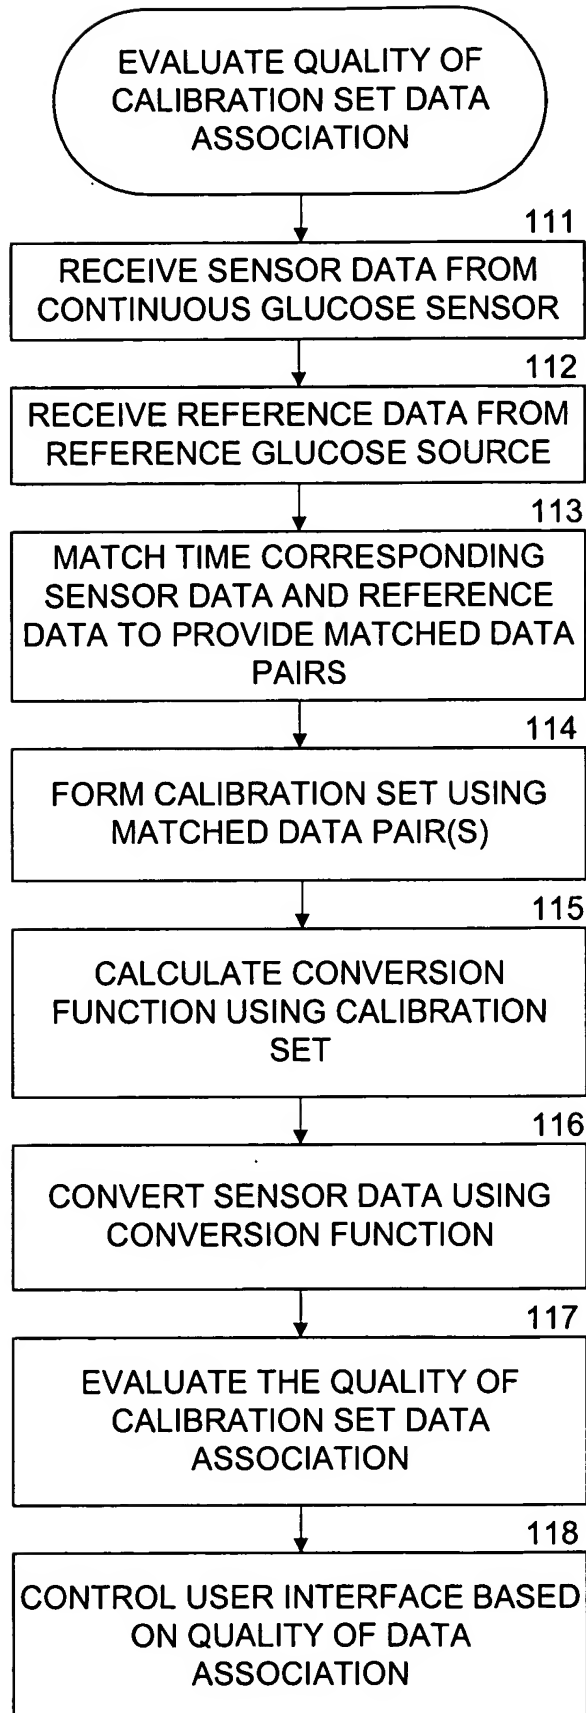 EVALUATE QUALITY OF
CALIBRATION SET DATA
ASSOCIATION
111
RECEIVE SENSOR DATA FROM
CONTINUOUS GLUCOSE SENSOR
112
RECEIVE REFERENCE DATA FROM
REFERENCE GLUCOSE SOURCE
113
MATCH TIME CORRESPONDING
SENSOR DATA AND REFERENCE
DATA TO PROVIDE MATCHED DATA
PAIRS
114
FORM CALIBRATION SET USING
MATCHED DATA PAIR(S)
115
CALCULATE CONVERSION
FUNCTION USING CALIBRATION
SET
116
CONVERT SENSOR DATA USING
CONVERSION FUNCTION
117
EVALUATE THE QUALITY OF
CALIBRATION SET DATA
ASSOCIATION
118
CONTROL USER INTERFACE BASED
ON QUALITY OF DATA
ASSOCIATION